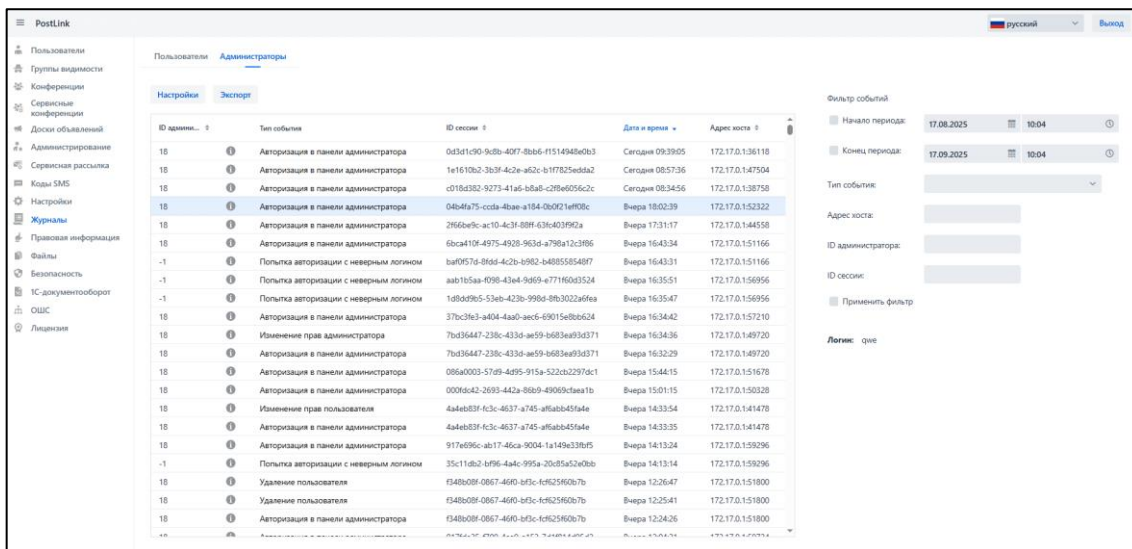 PostLink
русский
Выход
Пользователи
Группы видимости
Конференции
Сервисные
конференции
Доски объявлений
Администрирование
Сервисная рассылка
Коды SMS
Настройки
Журналы
Правовая информация
Файлы
Безопасность
1С-документооборот
ОШС
Лицензия
Пользователи Администраторы
Настройки Экспорт
ID админи... Тип события ID сессии Дата и время Адрес хоста
18 Авторизация в панели администратора 0d3d1c90-9c8b-40f7-8bb6-f1514948e0b3 Сегодня 09:39:05 172.17.0.1:36118
18 Авторизация в панели администратора 1e1610b2-3b3f-4c2e-a62c-b1f7825edda2 Сегодня 08:57:36 172.17.0.1:47504
18 Авторизация в панели администратора c018d382-9273-41a6-b8a8-c2f8e6056c2c Сегодня 08:34:56 172.17.0.1:38758
18 Авторизация в панели администратора 04b4fa75-ccda-4bae-a184-0b0f21eff08c Вчера 18:02:39 172.17.0.1:52322
18 Авторизация в панели администратора 2f66be9c-ac10-4c3f-88ff-63fc403f9f2a Вчера 17:31:17 172.17.0.1:44558
18 Авторизация в панели администратора 6bca410f-4975-4928-963d-a798a12c3f86 Вчера 16:43:34 172.17.0.1:51166
-1 Попытка авторизации с неверным логином baf0f57d-8fdd-4c2b-b982-b488558548f7 Вчера 16:43:31 172.17.0.1:51166
-1 Попытка авторизации с неверным логином aab1b5aa-f098-43e4-9d69-e771f60d3524 Вчера 16:35:51 172.17.0.1:56956
-1 Попытка авторизации с неверным логином 1d8dd9b5-53eb-423b-998d-8fb3022a6fea Вчера 16:35:47 172.17.0.1:56956
18 Авторизация в панели администратора 37bc3fe3-a404-4aa0-aec6-69015e8bb624 Вчера 16:34:42 172.17.0.1:57210
18 Изменение прав администратора 7bd36447-238c-433d-ae59-b683ea93d371 Вчера 16:34:36 172.17.0.1:49720
18 Авторизация в панели администратора 7bd36447-238c-433d-ae59-b683ea93d371 Вчера 16:32:29 172.17.0.1:49720
18 Авторизация в панели администратора 086a0003-57d9-4d95-915a-522cb2297dc1 Вчера 15:44:15 172.17.0.1:51678
18 Авторизация в панели администратора 000fdc42-2693-442a-86b9-49069cfaea1b Вчера 15:01:15 172.17.0.1:50328
18 Изменение прав пользователя 4a4eb83f-fc3c-4637-a745-af6abb45fa4e Вчера 14:33:54 172.17.0.1:41478
18 Авторизация в панели администратора 4a4eb83f-fc3c-4637-a745-af6abb45fa4e Вчера 14:33:35 172.17.0.1:41478
18 Авторизация в панели администратора 917e696c-ab17-46ca-9004-1a149e33fbf5 Вчера 14:13:24 172.17.0.1:59296
-1 Попытка авторизации с неверным логином 35c11db2-bf96-4a4c-995a-20c85a52e0bb Вчера 14:13:14 172.17.0.1:59296
18 Удаление пользователя f348b08f-0867-46f0-bf3c-fcf625f60b7b Вчера 12:26:47 172.17.0.1:51800
18 Удаление пользователя f348b08f-0867-46f0-bf3c-fcf625f60b7b Вчера 12:25:41 172.17.0.1:51800
18 Авторизация в панели администратора f348b08f-0867-46f0-bf3c-fcf625f60b7b Вчера 12:24:26 172.17.0.1:51800
Фильтр событий
Начало периода: 17.08.2025 10:04
Конец периода: 17.09.2025 10:04
Тип события:
Адрес хоста:
ID администратора:
ID сессии:
Применить фильтр
Логин: qwe